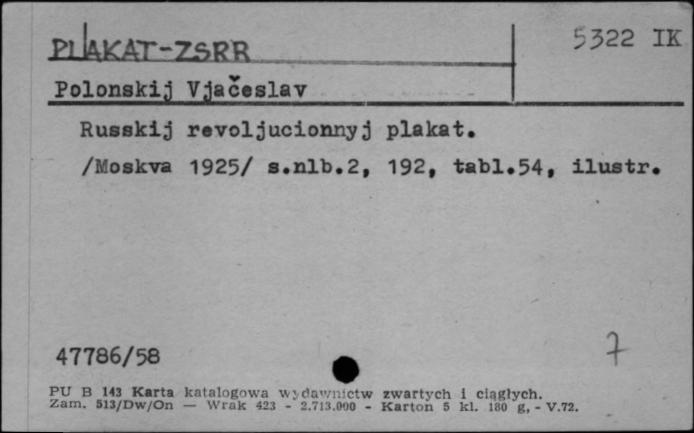 PLAKAT-ZSRR
5322 IK
Polonskij Vjačeslav
Russkij revoljucionnyj plakat.
/Moskva 1925/ s.nlb.2, 192, tabl.54, ilustr.
47786/58
7
PU B 143 Karta katalogowa wydawnictw zwartych i ciągłych.
Zam. 513/Dw/On — Wrak 423 - 2.713.000 - Karton 5 kl. 180 g, - V.72.